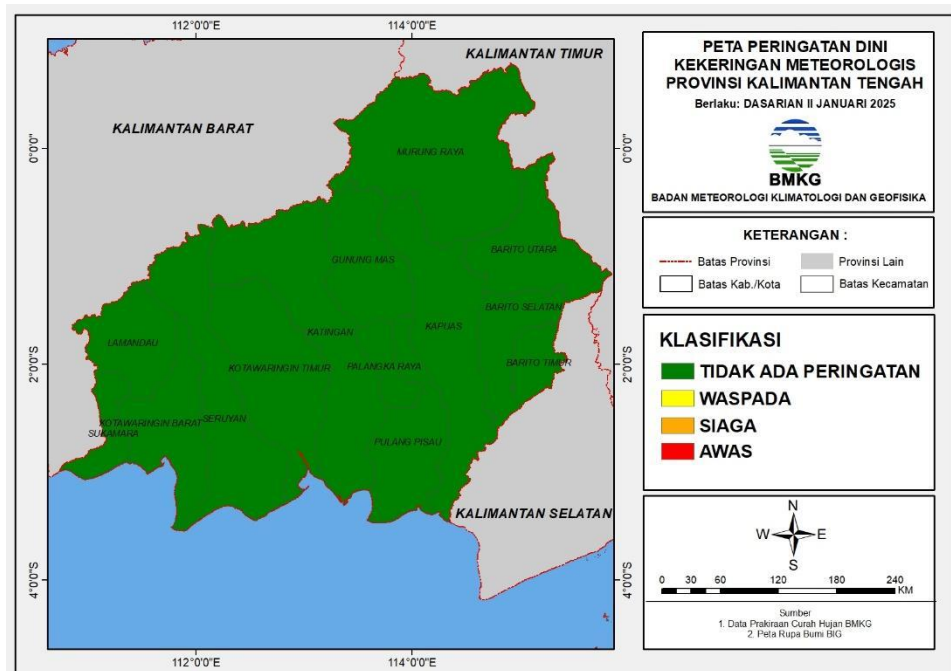 112°0'0"E
114°0'0"E
KALIMANTAN TIMUR
KALIMANTAN BARAT
0°0'0"
0°0'0"
MURUNG RAYA
BARITO UTARA
GUNUNG MAS
BARITO SELATAN
KAPUAS
KATINGAN
LAMANDAU
2°0'0"S
2°0'0"S
KOTAWARINGIN TIMUR
PALANGKA RAYA
BARITO TIMUR
KOTAWARINGIN BARAT
SERUYAN
SUKAMARA
PULANG PISAU
KALIMANTAN SELATAN
4°0'0"S
4°0'0"S
112°0'0"E
114°0'0"E
PETA PERINGATAN DINI
KEKERINGAN METEOROLOGIS
PROVINSI KALIMANTAN TENGAH
Berlaku: DASARIAN II JANUARI 2025
BMKG
BADAN METEOROLOGI KLIMATOLOGI DAN GEOFISIKA
KETERANGAN :
Batas Provinsi
Provinsi Lain
Batas Kab./Kota
Batas Kecamatan
KLASIFIKASI
TIDAK ADA PERINGATAN
WASPADA
SIAGA
AWAS
N
W
E
S
0 30 60 120 180 240
KM
Sumber
1. Data Prakiraan Curah Hujan BMKG
2. Peta Rupa Bumi BIG